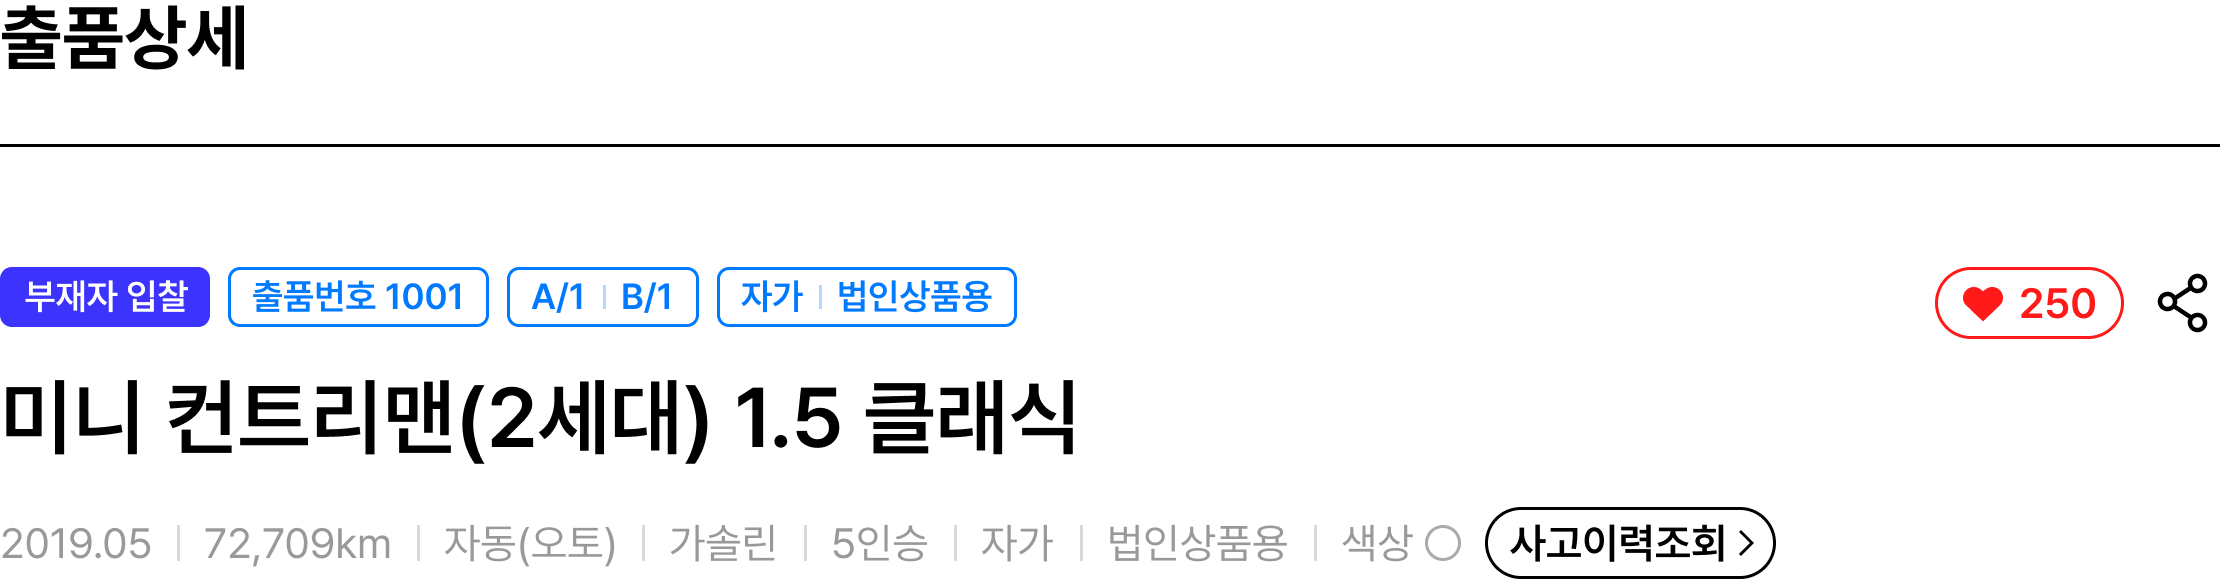 출품상세
부재자 입찰 출품번호 1001 A/1 B/1 자가 법인상품용 250
미니 컨트리맨(2세대) 1.5 클래식
2019.05 72,709km 자동(오토) 가솔린 5인승 자가 법인상품용 색상 사고이력조회